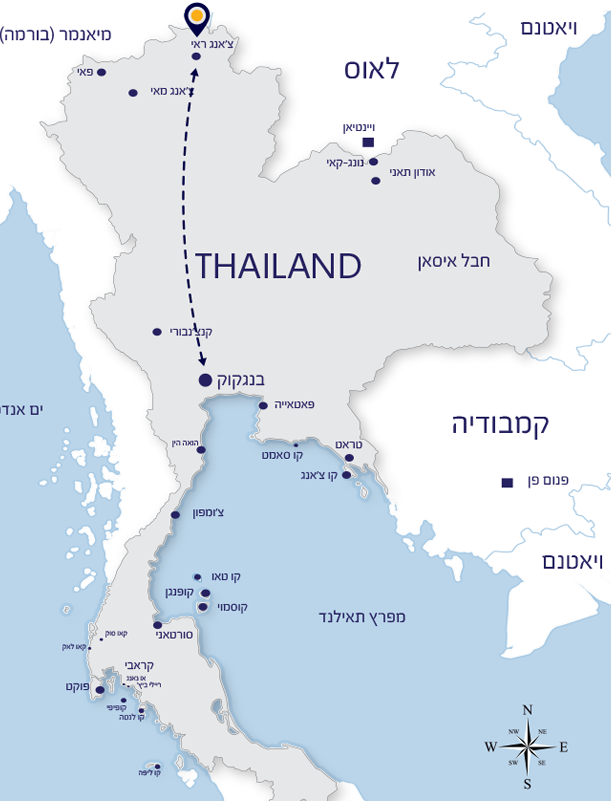 ויאטנם
מיאנמר (בורמה)
צ'אנג ראי
לאוס
פאי
צ'אנג מאי
ויינטיאן
נונג-קאי
אודון תאני
THAILAND
חבל איסאן
קנצ'נבורי
בנגקוק
פאטאייה
ים אנדמ
קמבודיה
הואה הין
קו סאמט
טראט
קו צ'אנג
פנום פן
צ'ומפון
ויאטנם
קו טאו
קופנגן
קוסמוי
מפרץ תאילנד
סורטאני
קאו סוק
קאו לאק
קראבי
או נאנג
ריילי ביץ'
פוקט
קופיפי
קו לנטה
קו ליפה
N
NW
NE
W
E
SW
SE
S